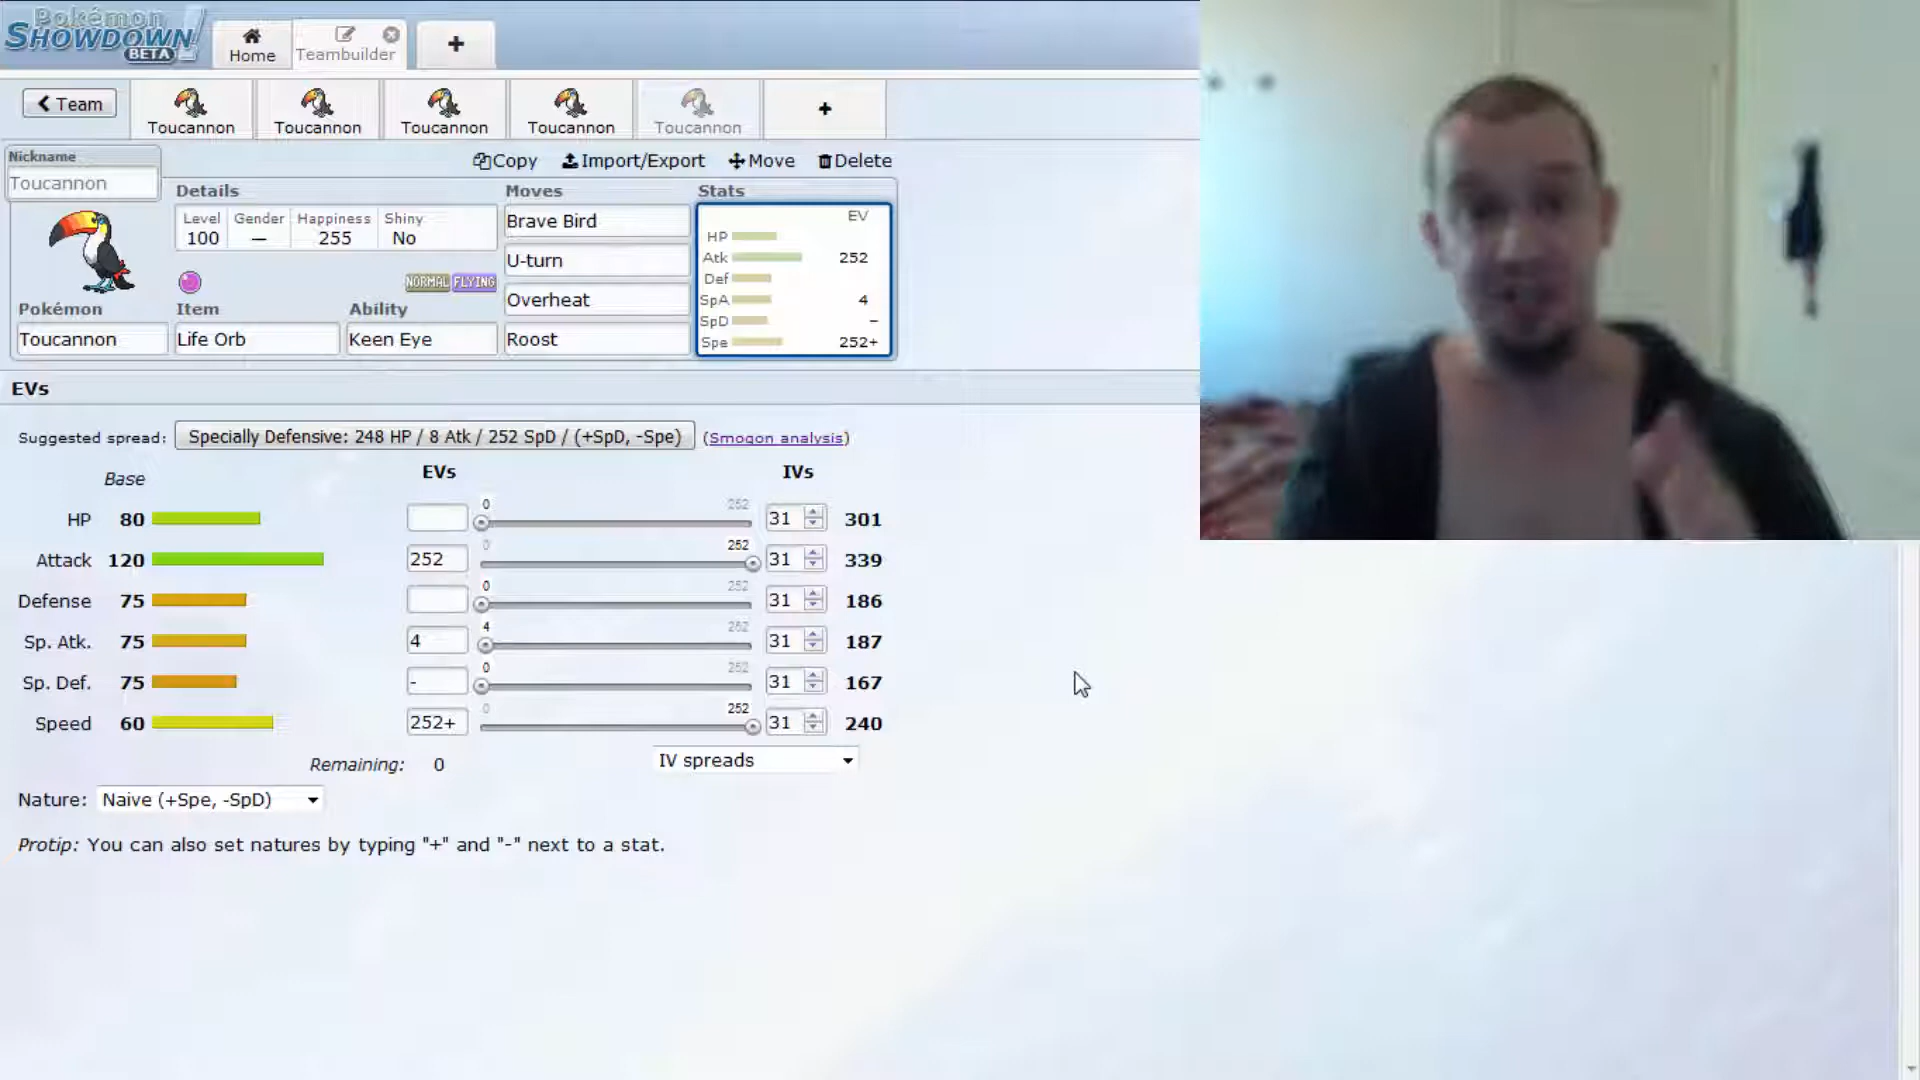 Pokémon
SHOWDOWN!
BETA
Home
Teambuilder
+
Team
Toucannon
Toucannon
Toucannon
Toucannon
Toucannon
+
Nickname
Toucannon
Copy
Import/Export
Move
Delete
Details
Level
100
Gender
—
Happiness
255
Shiny
No
NORMAL FLYING
Pokémon
Toucannon
Item
Life Orb
Ability
Keen Eye
Moves
Brave Bird
U-turn
Overheat
Roost
Stats
EV
HP
Atk 252
Def
SpA 4
SpD –
Spe 252+
EVs
Suggested spread: Specially Defensive: 248 HP / 8 Atk / 252 SpD / (+SpD, -Spe) (Smogon analysis)
Base EVs IVs
HP 80 0 252 31 301
Attack 120 252 0 252 31 339
Defense 75 0 252 31 186
Sp. Atk. 75 4 4 252 31 187
Sp. Def. 75 - 0 252 31 167
Speed 60 252+ 0 252 31 240
Remaining: 0 IV spreads
Nature: Naive (+Spe, -SpD)
Protip: You can also set natures by typing "+" and "-" next to a stat.